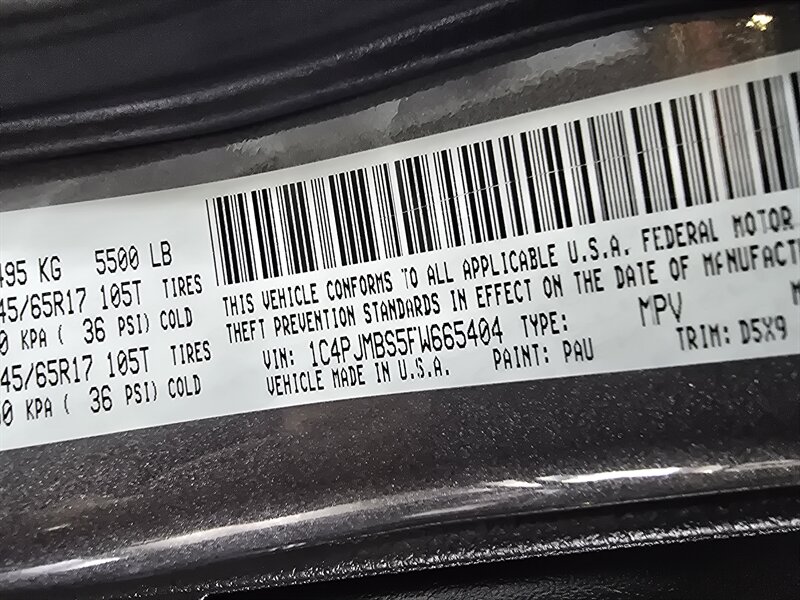 495 KG 5500 LB
45/65R17 105T TIRES
0 KPA ( 36 PSI) COLD
45/65R17 105T TIRES
50 KPA ( 36 PSI) COLD
THIS VEHICLE CONFORMS TO ALL APPLICABLE U.S.A. FEDERAL MOTOR
THEFT PREVENTION STANDARDS IN EFFECT ON THE DATE OF MANUFACT
VIN: 1C4PJMBS5FW665404 TYPE: MPV M
VEHICLE MADE IN U.S.A. PAINT: PAU TRIM: D5X9